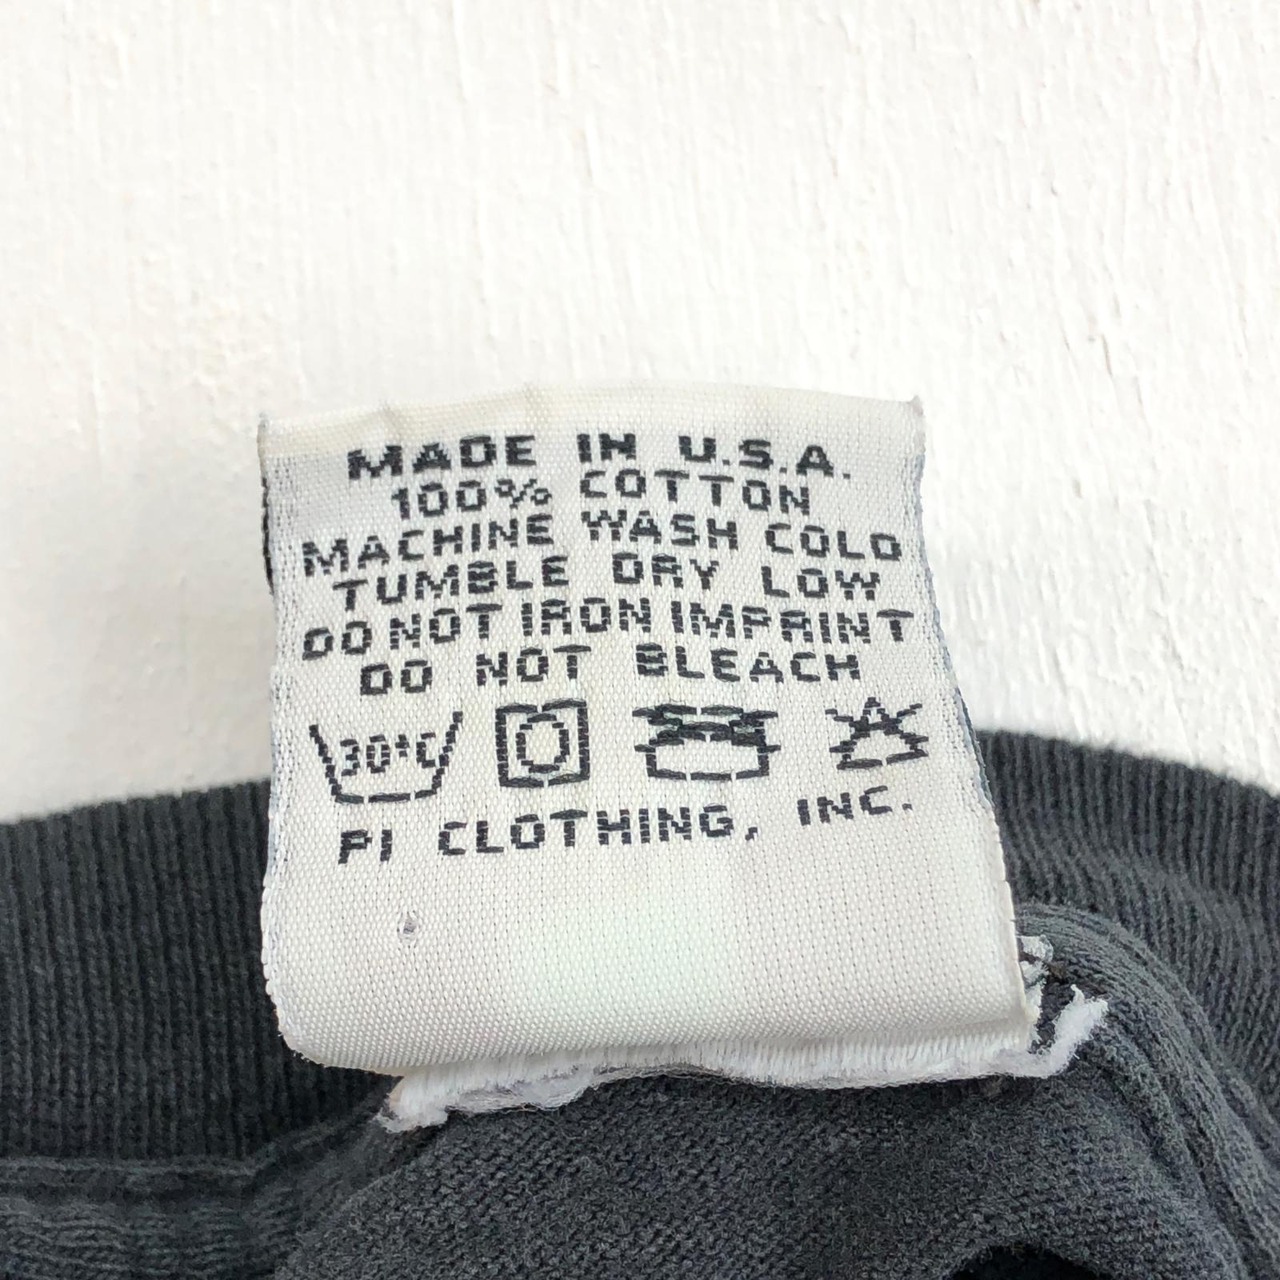 MADE IN U.S.A.
100% COTTON
MACHINE WASH COLD
TUMBLE DRY LOW
DO NOT IRON IMPRINT
DO NOT BLEACH
30°C
PI CLOTHING, INC.